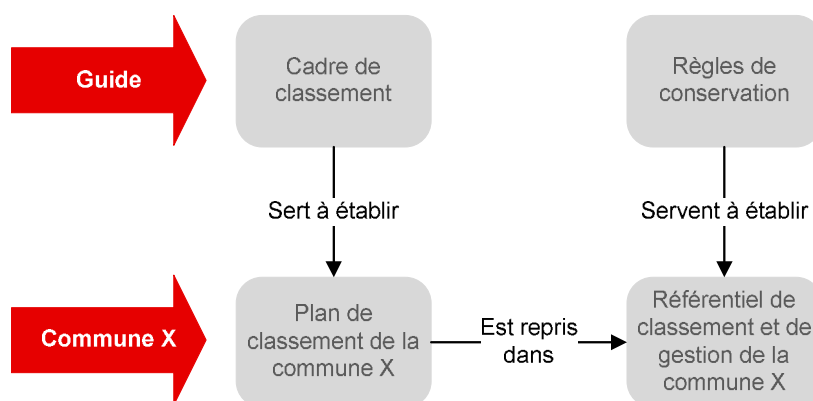 Guide
Cadre de
classement
Règles de
conservation
Sert à établir
Servent à établir
Commune X
Plan de
classement de la
commune X
Est repris
dans
Référentiel de
classement et de
gestion de la
commune X